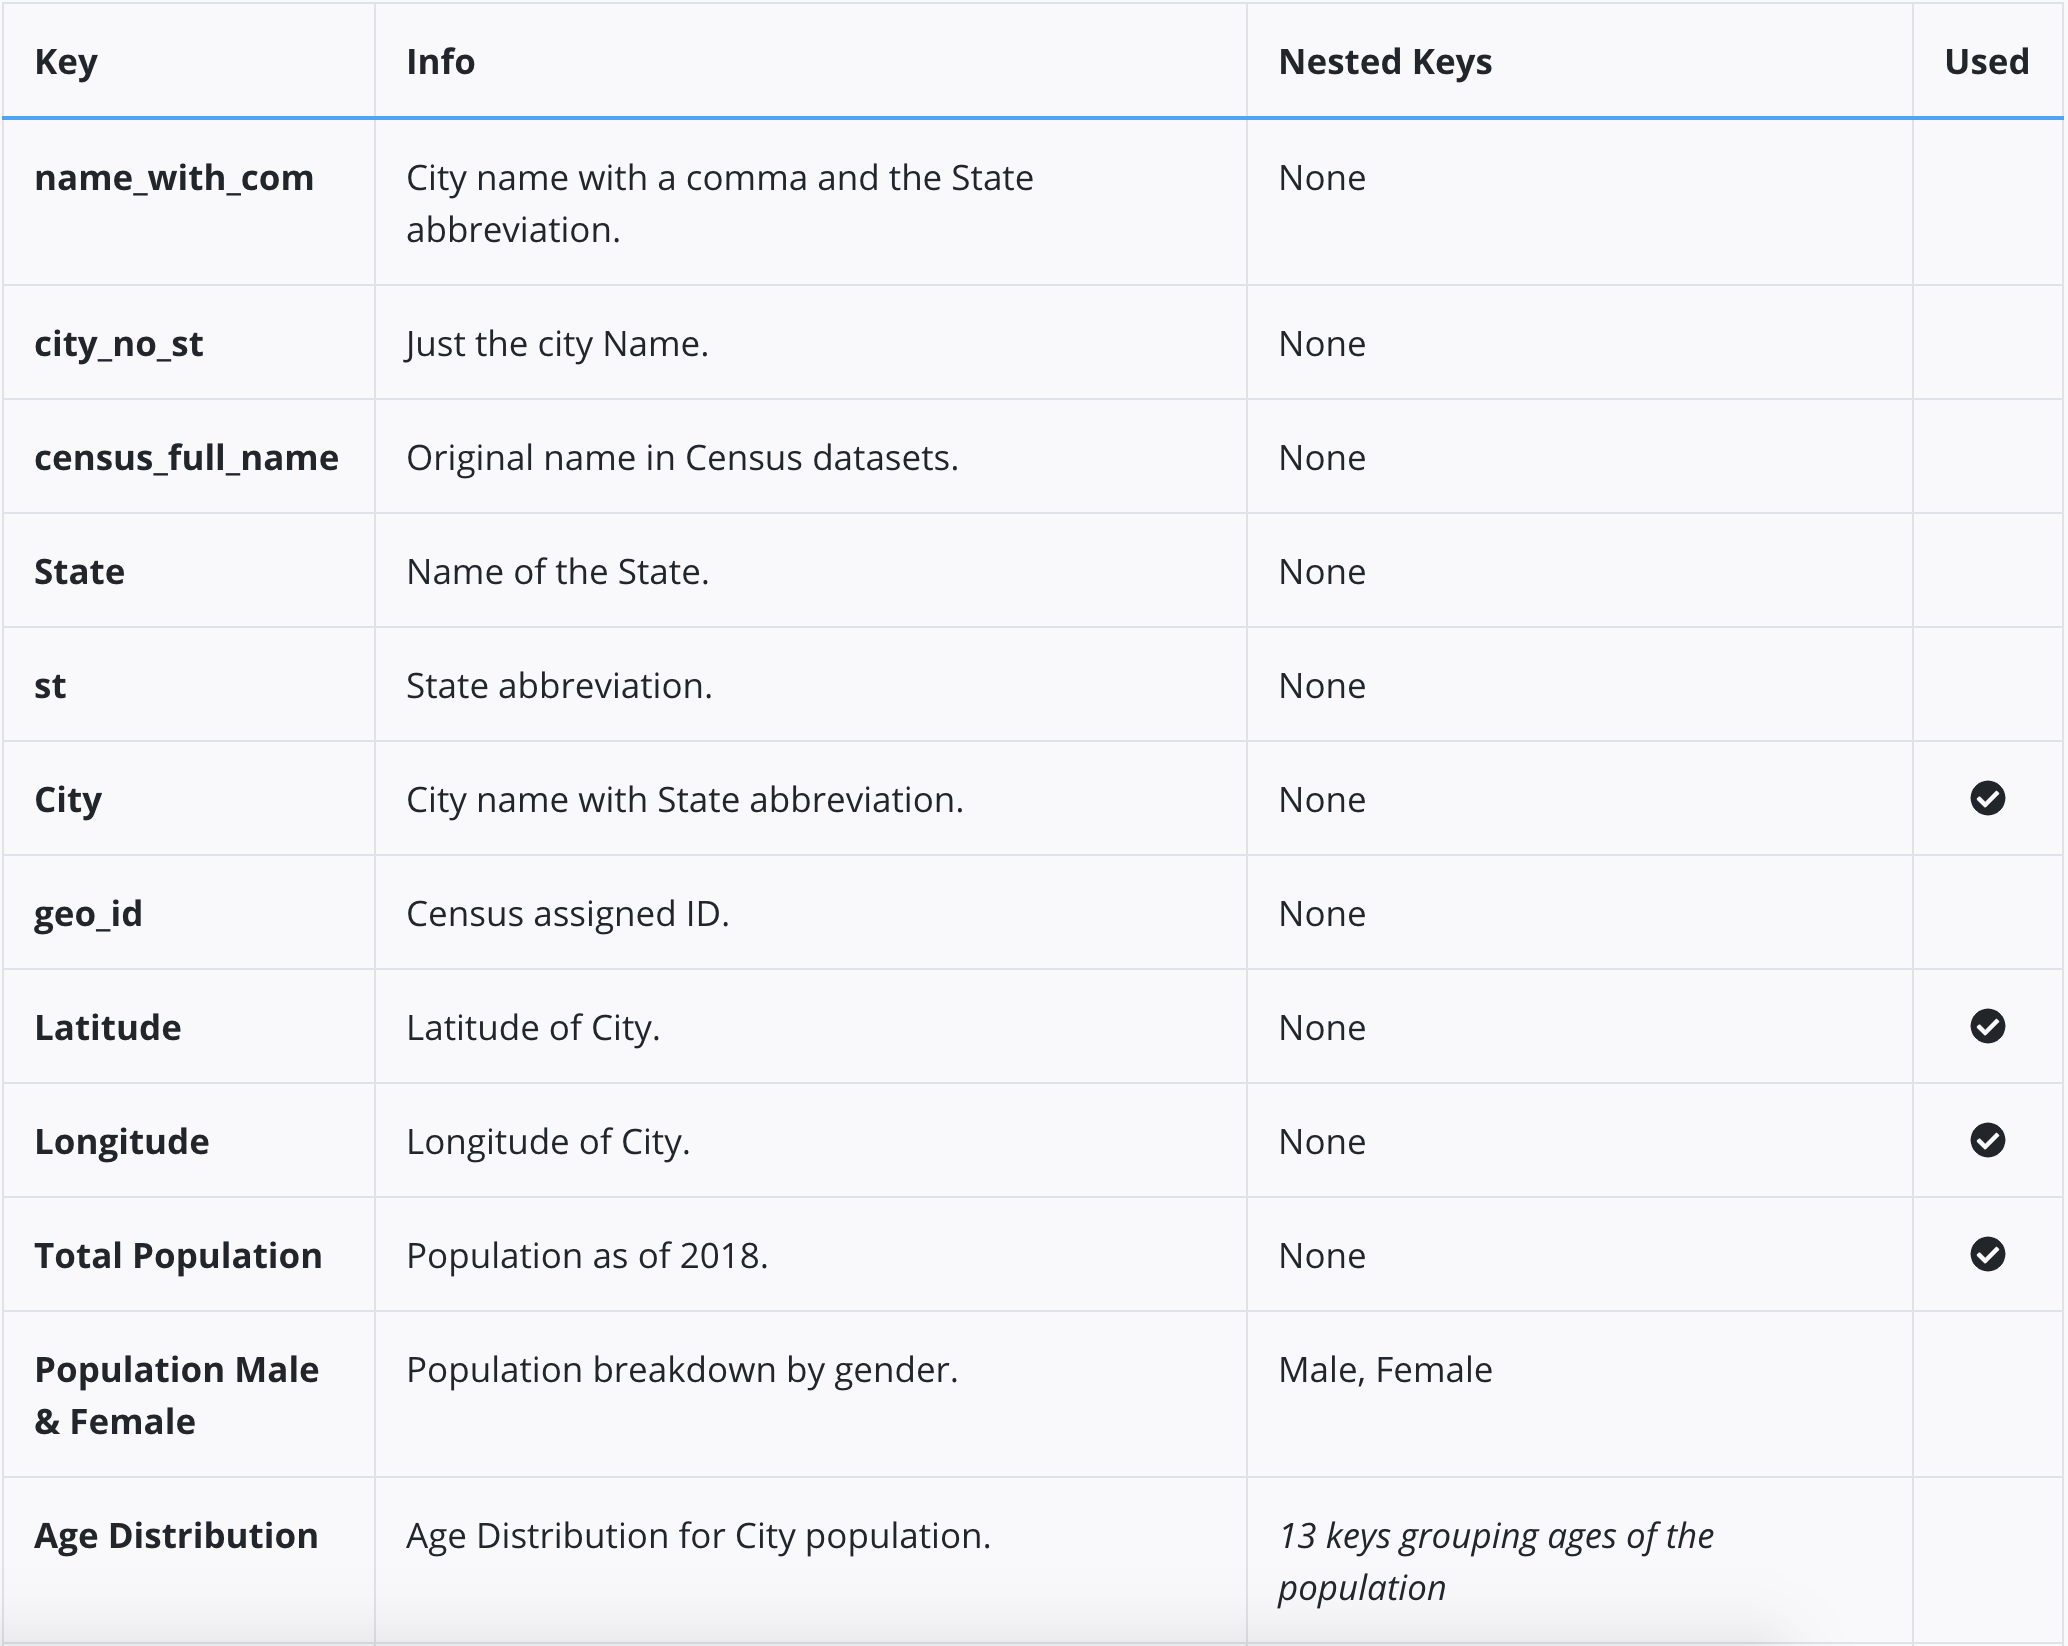 Key Info Nested Keys Used
name_with_com City name with a comma and the State None
abbreviation.
city_no_st Just the city Name. None
census_full_name Original name in Census datasets. None
State Name of the State. None
st State abbreviation. None
City City name with State abbreviation. None
geo_id Census assigned ID. None
Latitude Latitude of City. None
Longitude Longitude of City. None
Total Population Population as of 2018. None
Population Male Population breakdown by gender. Male, Female
& Female
Age Distribution Age Distribution for City population. 13 keys grouping ages of the
population